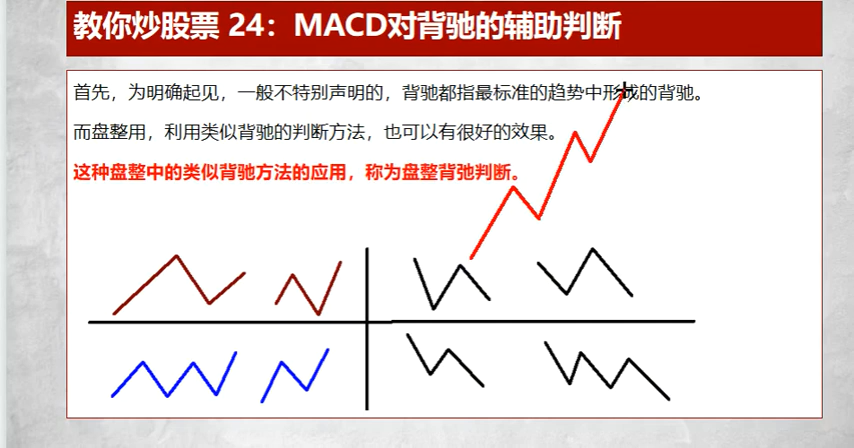 教你炒股票 24：MACD对背驰的辅助判断
首先，为明确起见，一般不特别声明的，背驰都指最标准的趋势中形成的背驰。
而盘整用，利用类似背驰的判断方法，也可以有很好的效果。
这种盘整中的类似背驰方法的应用，称为盘整背弛判断。